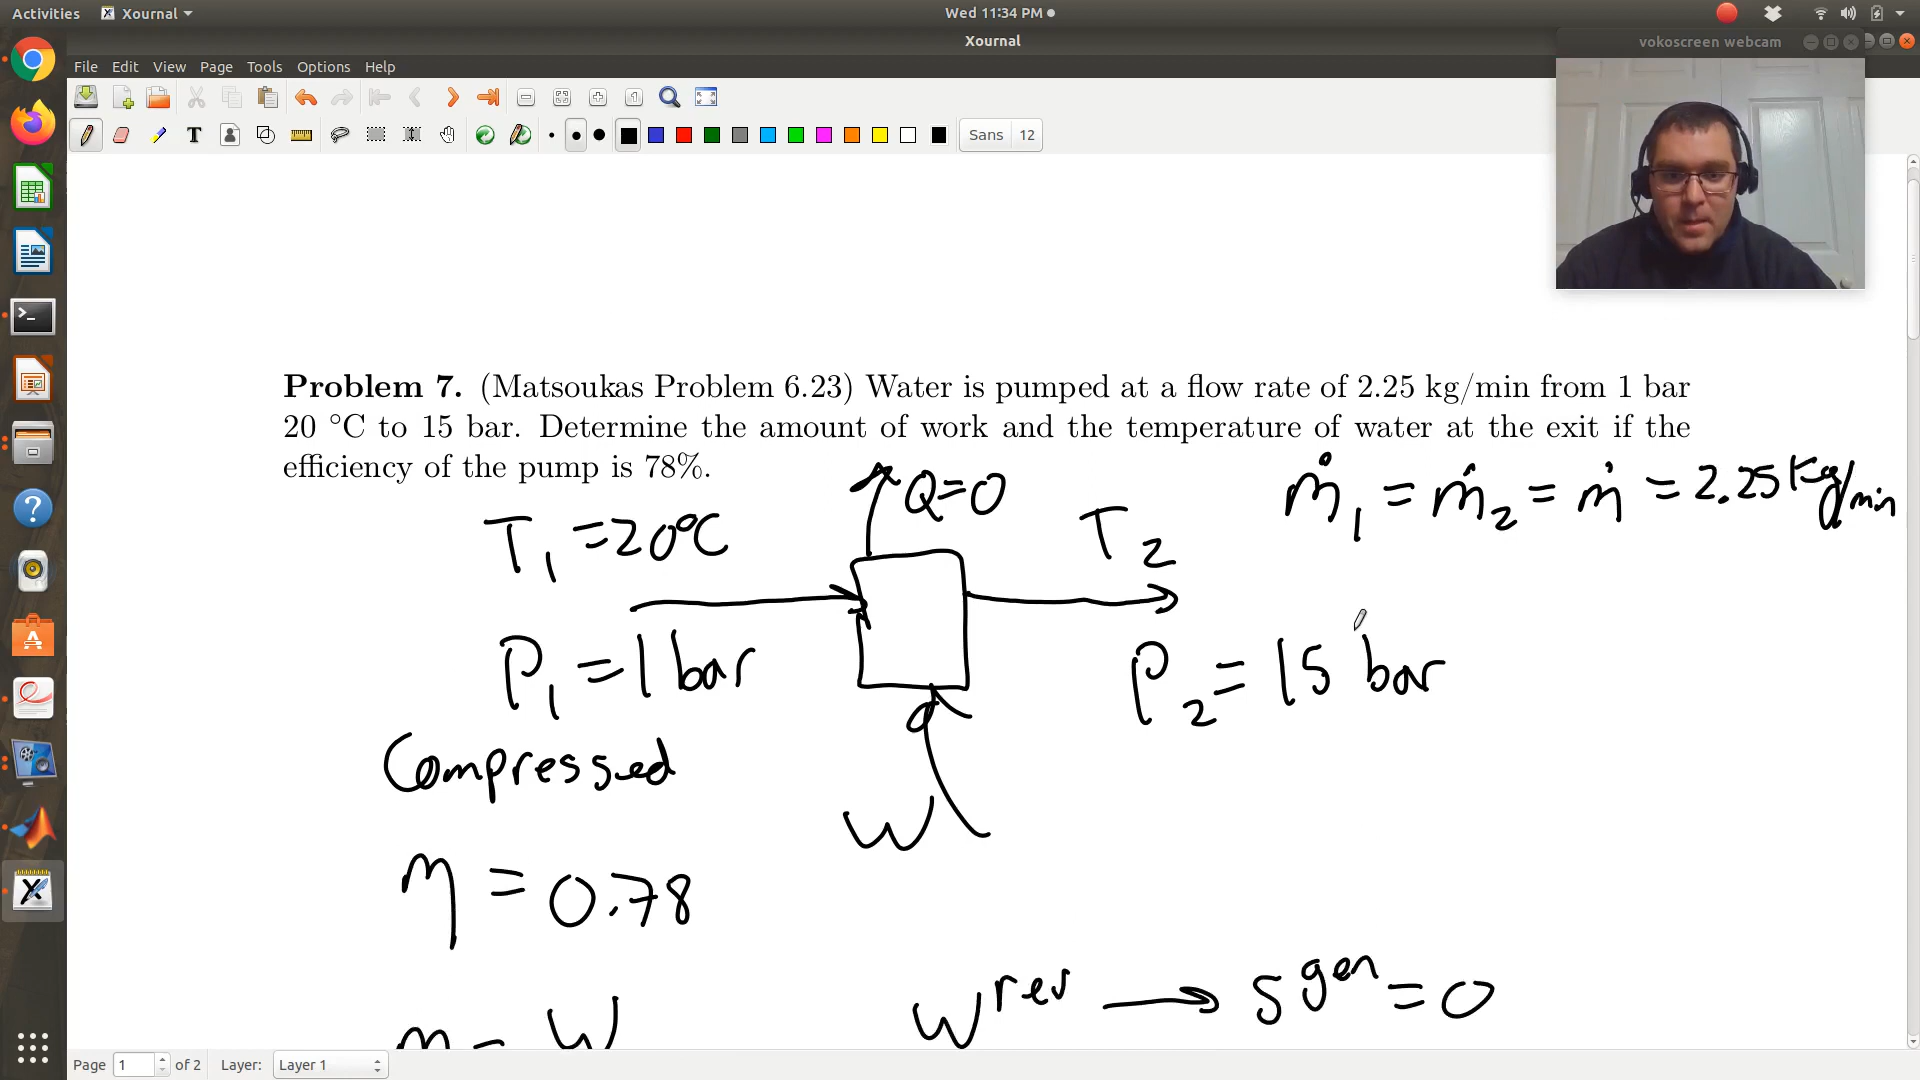 Activities Xournal Wed 11:34 PM
Xournal
vokoscreen webcam
File Edit View Page Tools Options Help
Sans 12
Problem 7. (Matsoukas Problem 6.23) Water is pumped at a flow rate of 2.25 kg/min from 1 bar
20 °C to 15 bar. Determine the amount of work and the temperature of water at the exit if the
efficiency of the pump is 78%.
Q=0
ṁ₁ = ṁ₂ = ṁ = 2.25 kg/min
T₁ = 20°C
T₂
P₁ = 1 bar
P₂ = 15 bar
Compressed
W
η = 0.78
W^rev → S^gen = 0
η = W
Page 1 of 2 Layer: Layer 1